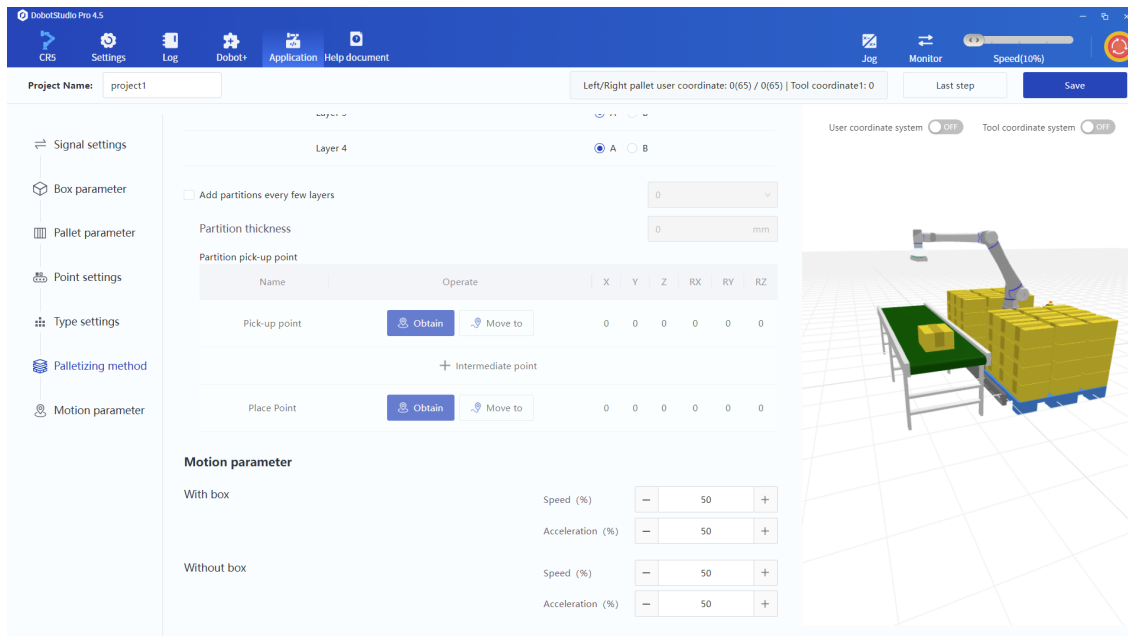 DobotStudio Pro 4.5
CR5 Settings Log Dobot+ Application Help document Jog Monitor Speed(10%)
Project Name: project1 Left/Right pallet user coordinate: 0(65) / 0(65) | Tool coordinate1: 0 Last step Save
User coordinate system OFF Tool coordinate system OFF
Signal settings
Box parameter
Pallet parameter
Point settings
Type settings
Palletizing method
Motion parameter
Layer 4 A B
Add partitions every few layers 0
Partition thickness 0 mm
Partition pick-up point
Name Operate X Y Z RX RY RZ
Pick-up point Obtain Move to 0 0 0 0 0 0
Intermediate point
Place Point Obtain Move to 0 0 0 0 0 0
Motion parameter
With box Speed (%) − 50 +
Acceleration (%) − 50 +
Without box Speed (%) − 50 +
Acceleration (%) − 50 +